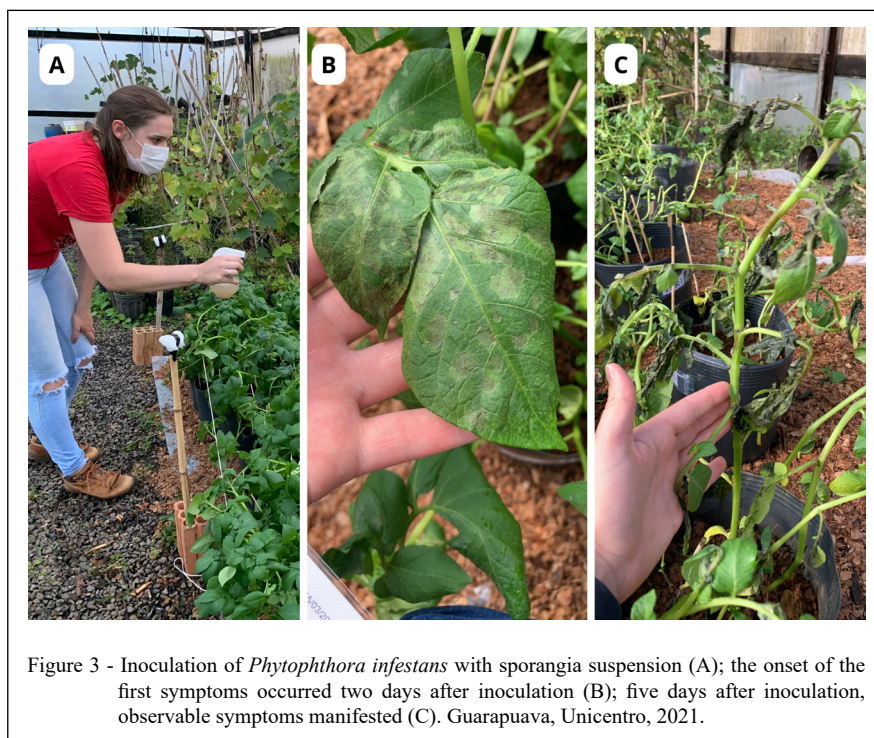 A
B
C
Figure 3 - Inoculation of Phytophthora infestans with sporangia suspension (A); the onset of the
first symptoms occurred two days after inoculation (B); five days after inoculation,
observable symptoms manifested (C). Guarapuava, Unicentro, 2021.